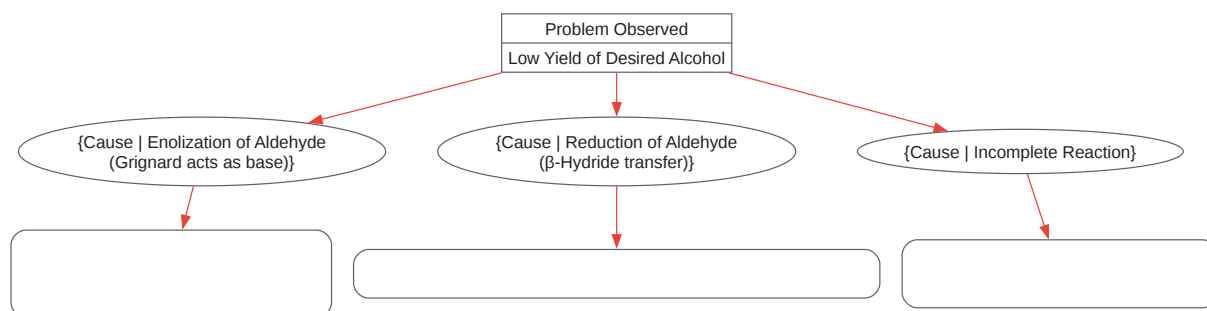 Problem Observed
Low Yield of Desired Alcohol
{Cause | Enolization of Aldehyde
(Grignard acts as base)}
{Cause | Reduction of Aldehyde
(β-Hydride transfer)}
{Cause | Incomplete Reaction}